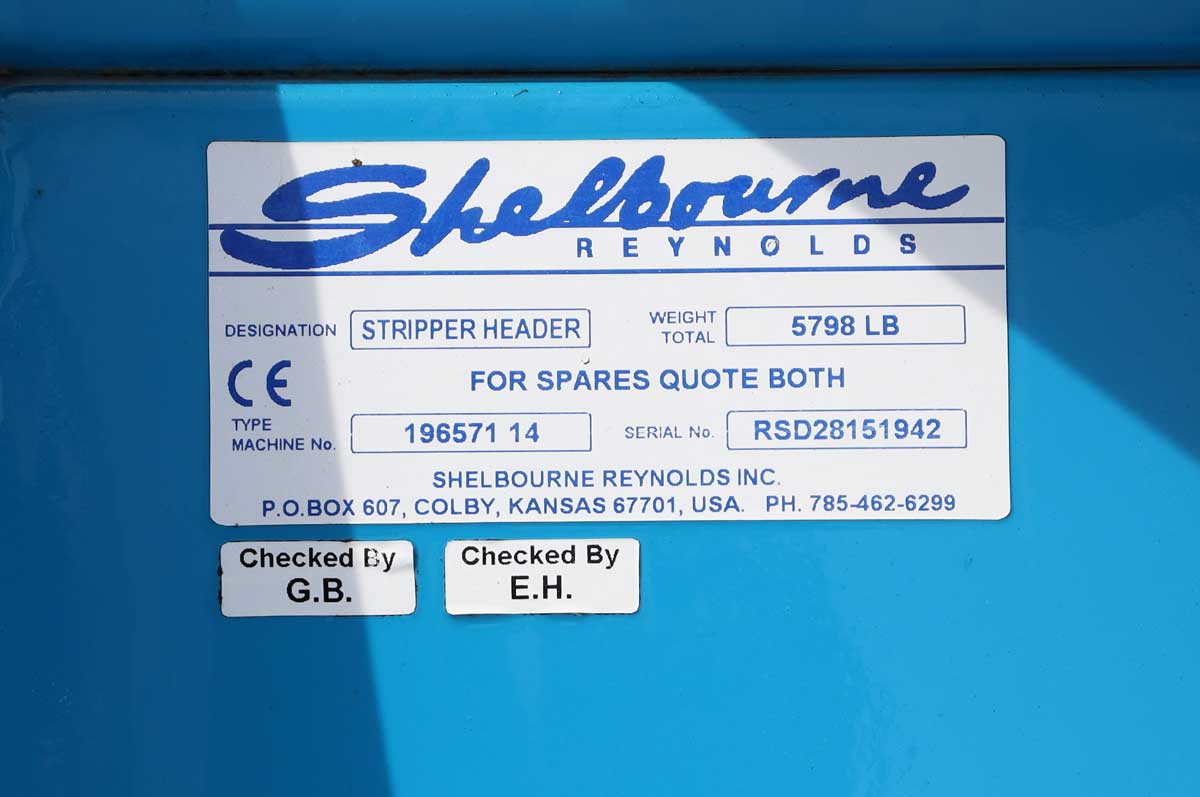 Shelbourne
REYNOLDS
DESIGNATION STRIPPER HEADER WEIGHT TOTAL 5798 LB
CE FOR SPARES QUOTE BOTH
TYPE MACHINE No. 196571 14 SERIAL No. RSD28151942
SHELBOURNE REYNOLDS INC.
P.O.BOX 607, COLBY, KANSAS 67701, USA. PH. 785-462-6299
Checked By
G.B.
Checked By
E.H.